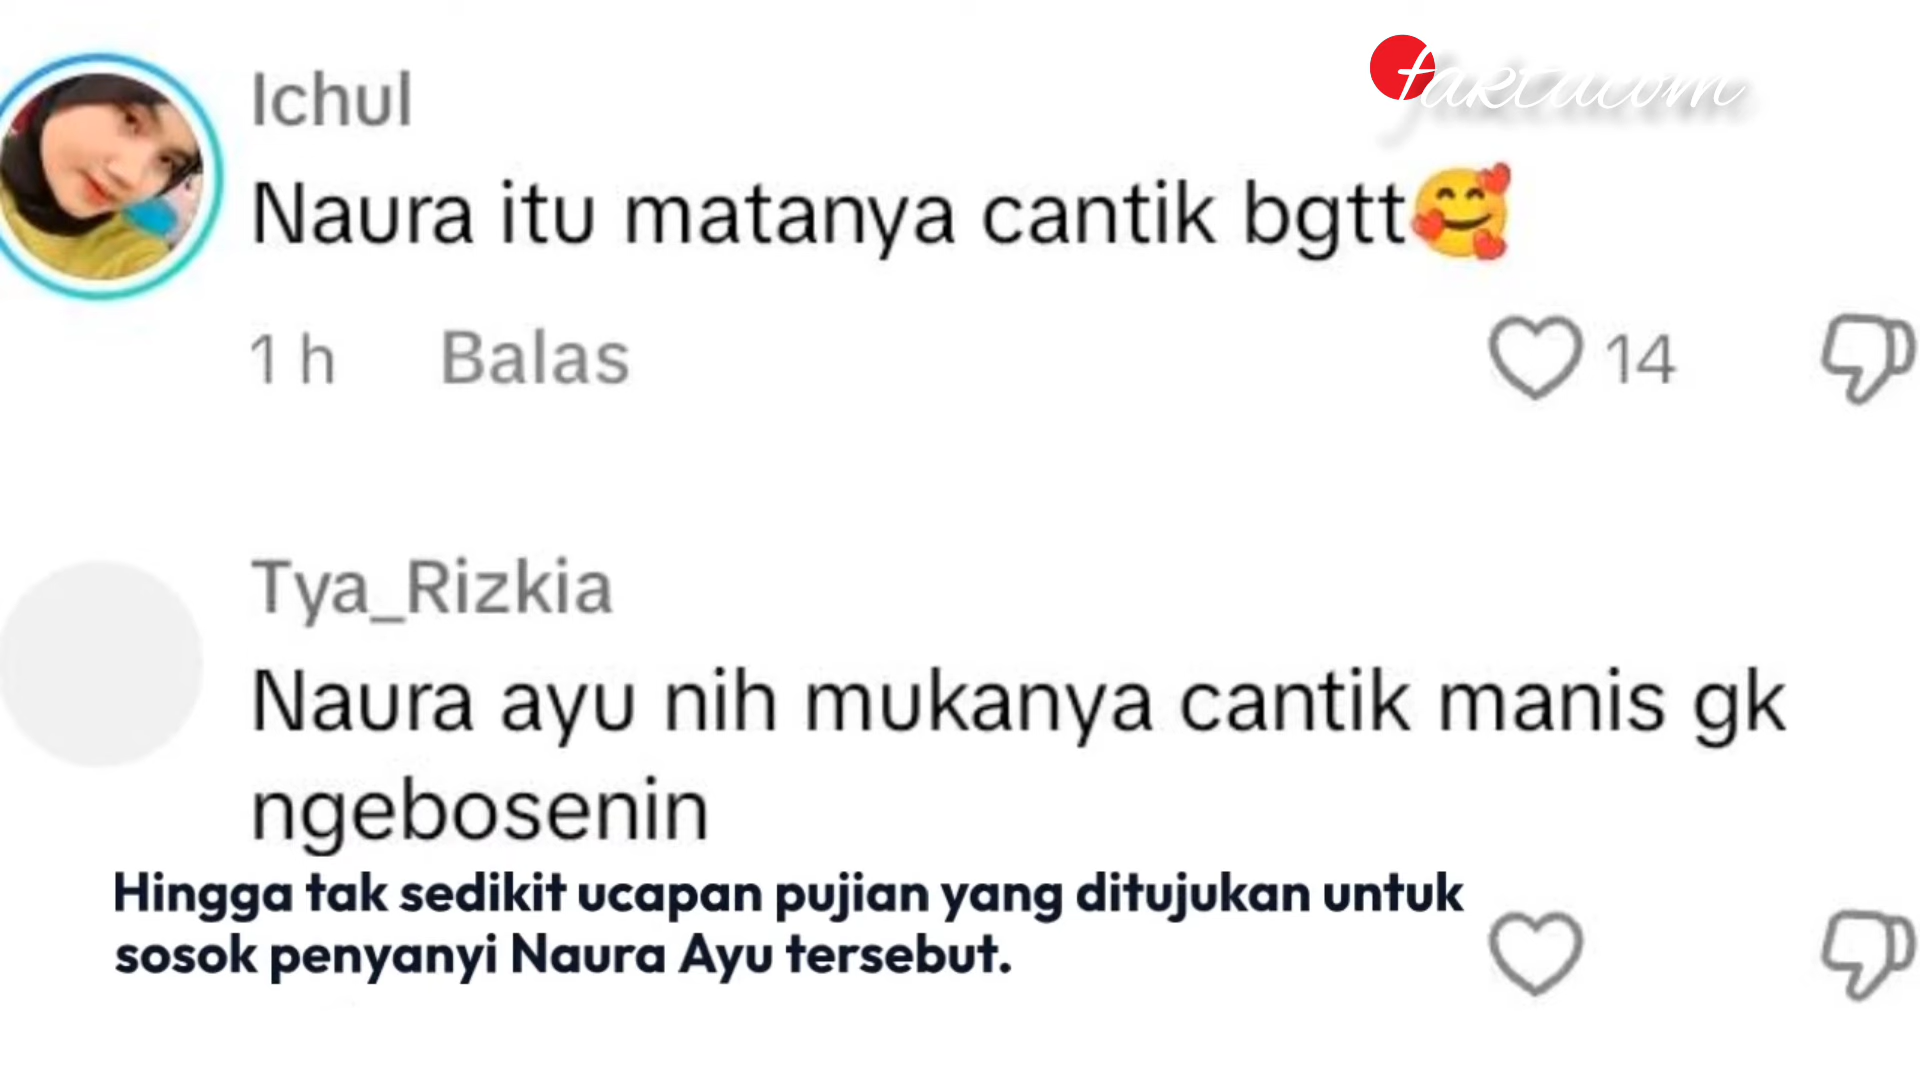 faktacom
Ichul
Naura itu matanya cantik bgtt🥰
1 h Balas 14
Tya_Rizkia
Naura ayu nih mukanya cantik manis gk
ngebosenin
Hingga tak sedikit ucapan pujian yang ditujukan untuk
sosok penyanyi Naura Ayu tersebut.